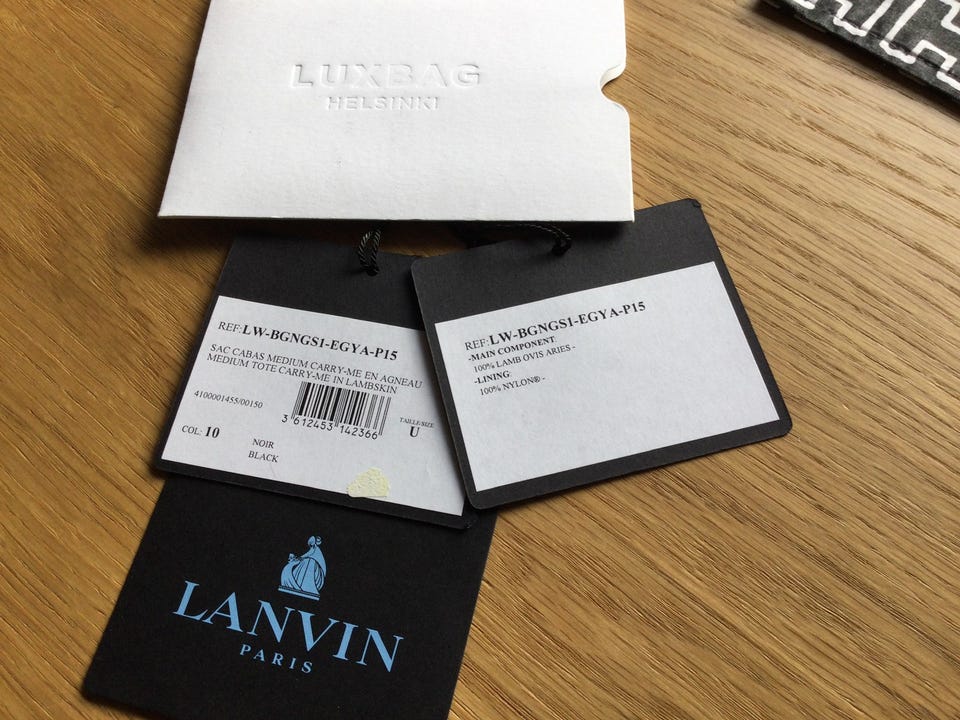 LUXBAG
HELSINKI
REF:LW-BGNGS1-EGYA-P15
SAC CABAS MEDIUM CARRY-ME EN AGNEAU
MEDIUM TOTE CARRY-ME IN LAMBSKIN
4100001455/00150
3 612453 142366
TAILLE/SIZE
U
COL: 10
NOIR
BLACK
REF:LW-BGNGS1-EGYA-P15
-MAIN COMPONENT:
100% LAMB OVIS ARIES -
-LINING:
100% NYLON® -
LANVIN
PARIS